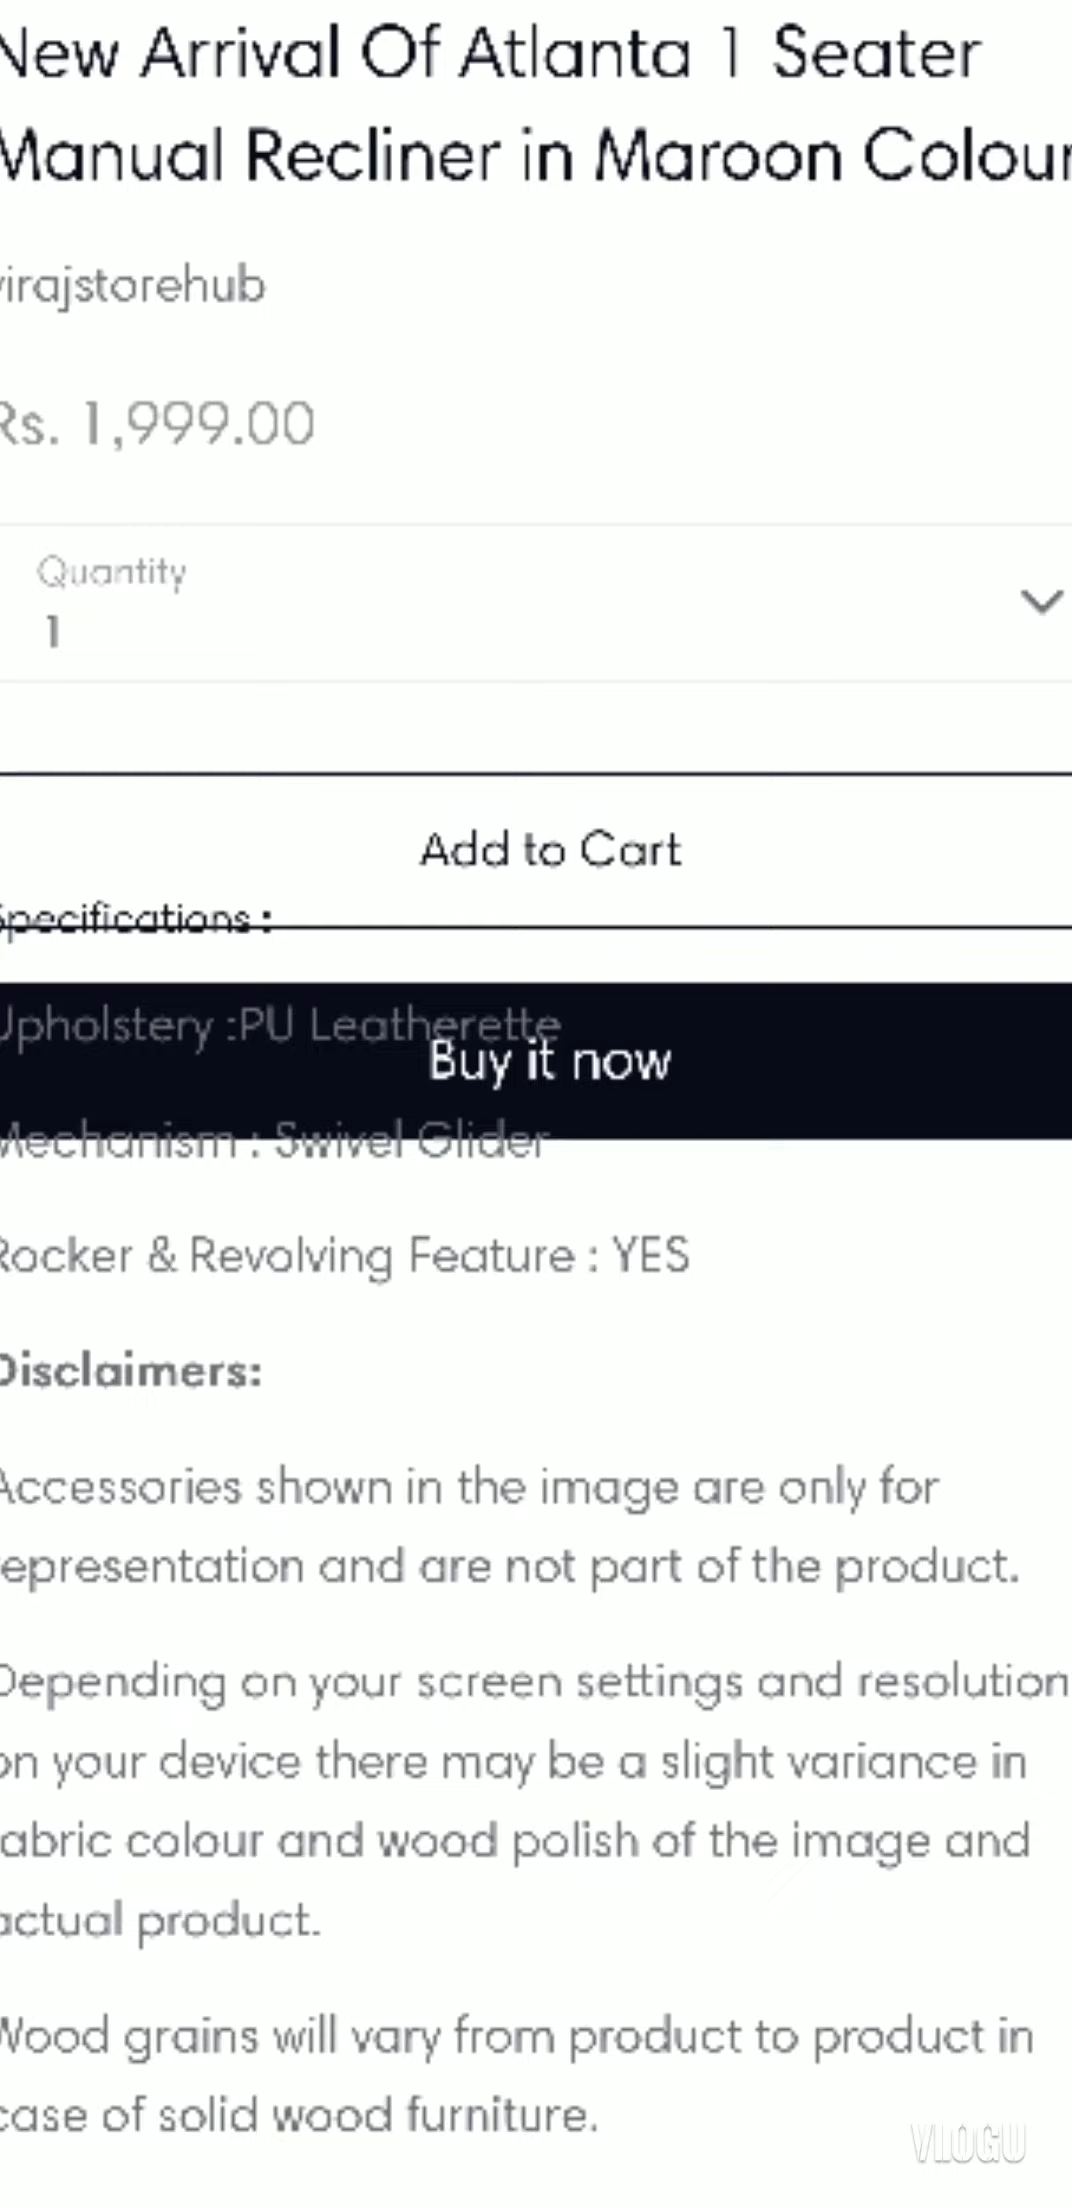 New Arrival Of Atlanta 1 Seater
Manual Recliner in Maroon Colour
virajstorehub
Rs. 1,999.00
Quantity
1
Add to Cart
Specifications :
Upholstery :PU Leatherette
Buy it now
Mechanism : Swivel Glider
Rocker & Revolving Feature : YES
Disclaimers:
Accessories shown in the image are only for
representation and are not part of the product.
Depending on your screen settings and resolution
on your device there may be a slight variance in
fabric colour and wood polish of the image and
actual product.
Wood grains will vary from product to product in
case of solid wood furniture.
VLOGU